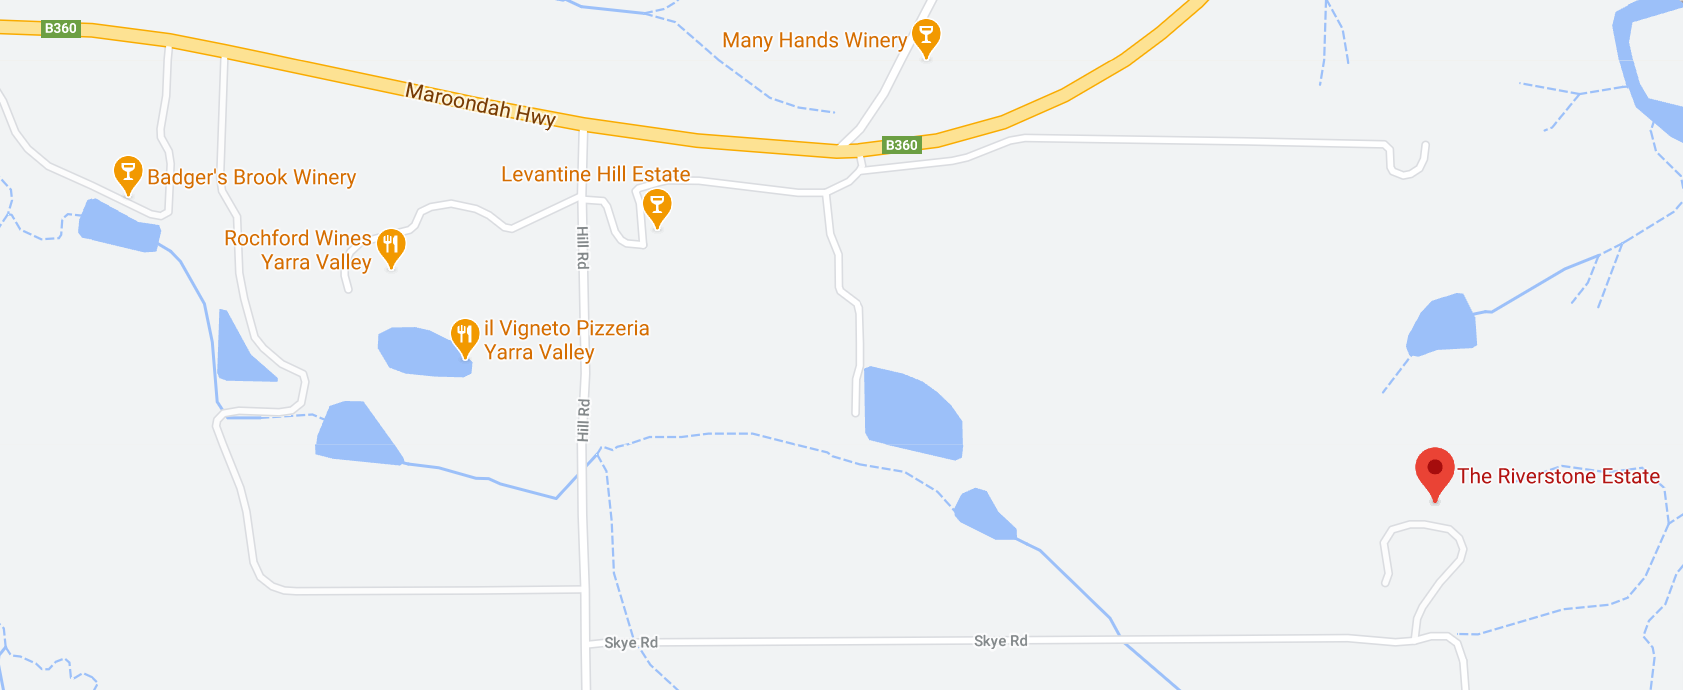 B360
Many Hands Winery
Maroondah Hwy
B360
Badger's Brook Winery
Levantine Hill Estate
Rochford Wines
Yarra Valley
Hill Rd
il Vigneto Pizzeria
Yarra Valley
Hill Rd
The Riverstone Estate
Skye Rd
Skye Rd